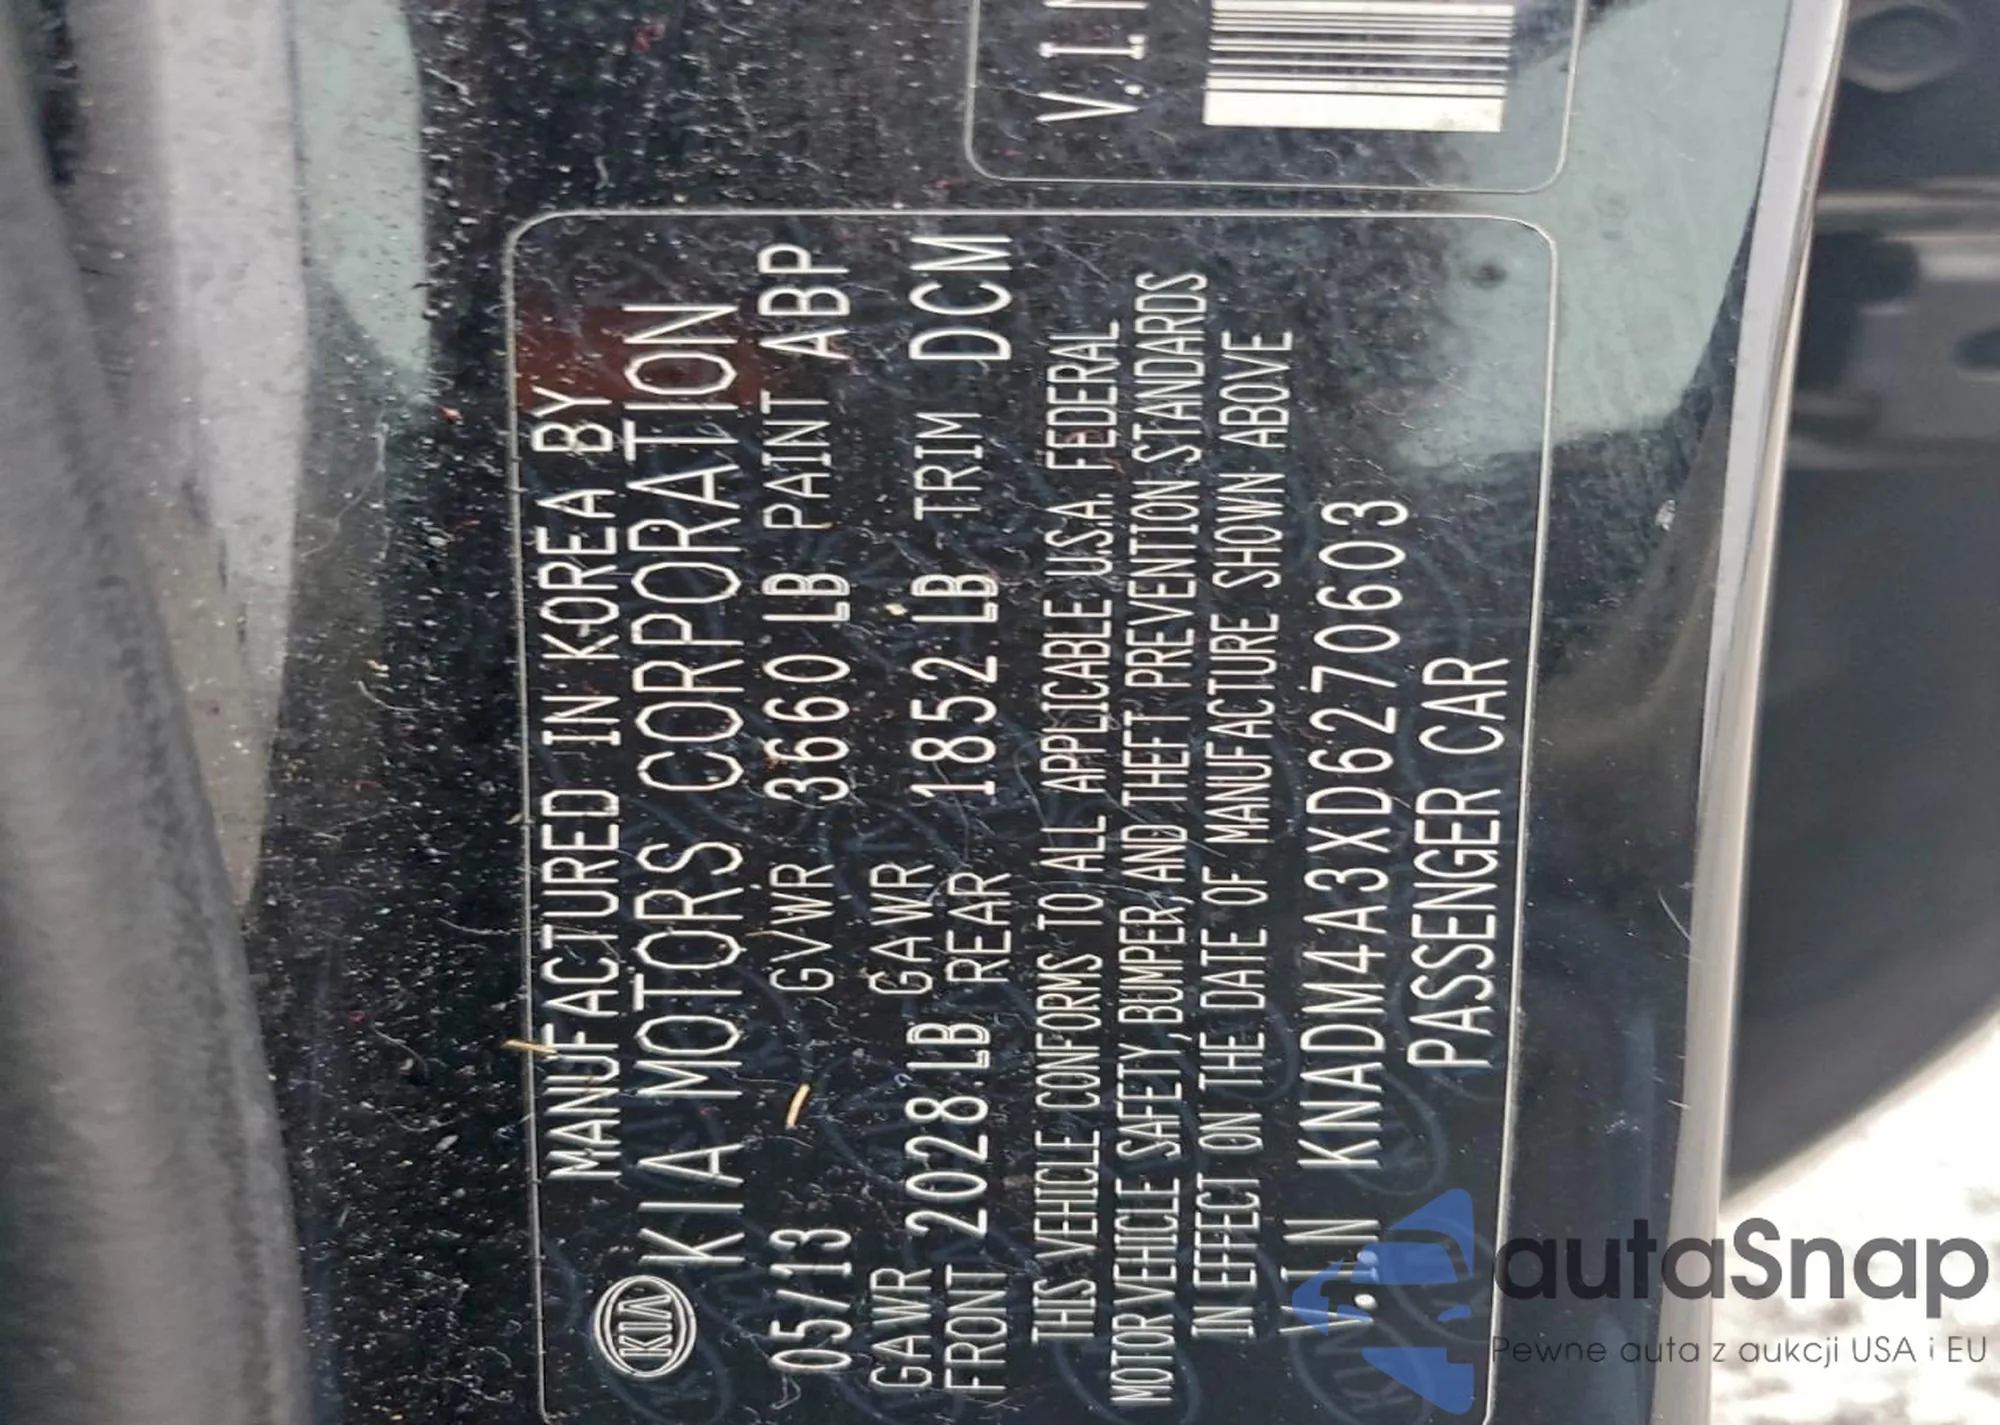 MANUFACTURED IN KOREA BY
KIA KIA MOTORS CORPORATION
05/13 GVWR 3660 LB PAINT ABP
GAWR FRONT 2028 LB GAWR REAR 1852 LB TRIM DCM
THIS VEHICLE CONFORMS TO ALL APPLICABLE U.S.A. FEDERAL
MOTOR VEHICLE SAFETY, BUMPER, AND THEFT PREVENTION STANDARDS
IN EFFECT ON THE DATE OF MANUFACTURE SHOWN ABOVE
V.I.N KNADM4A3XD6270603
PASSENGER CAR
V.I.N
autaSnap
Pewne auta z aukcji USA i EU